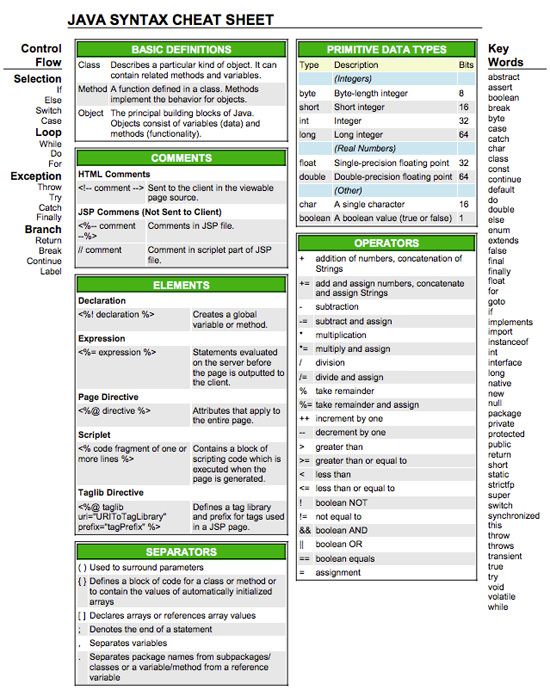 JAVA SYNTAX CHEAT SHEET
Control
Flow
Selection
If
Else
Switch
Case
Loop
While
Do
For
Exception
Throw
Try
Catch
Finally
Branch
Return
Break
Continue
Label
BASIC DEFINITIONS
Class Describes a particular kind of object. It can
contain related methods and variables.
Method A function defined in a class. Methods
implement the behavior for objects.
Object The principal building blocks of Java.
Objects consist of variables (data) and
methods (functionality).
COMMENTS
HTML Comments
<!-- comment --> Sent to the client in the viewable
page source.
JSP Commens (Not Sent to Client)
<%-- comment Comments in JSP file.
--%>
// comment Comment in scriplet part of JSP
file.
ELEMENTS
Declaration
<%! declaration %> Creates a global
variable or method.
Expression
<%= expression %> Statements evaluated
on the server before
the page is outputted to
the client.
Page Directive
<%@ directive %> Attributes that apply to
the entire page.
Scriplet
<% code fragment of one or Contains a block of
more lines %> scripting code which is
executed when the
page is generated.
Taglib Directive
<%@ taglib Defines a tag library
uri="URIToTagLibrary" and prefix for tags used
prefix="tagPrefix" %> in a JSP page.
SEPARATORS
( ) Used to surround parameters
{ } Defines a block of code for a class or method or
to contain the values of automatically initialized
arrays
[ ] Declares arrays or references array values
; Denotes the end of a statement
, Separates variables
. Separates package names from subpackages/
classes or a variable/method from a reference
variable
PRIMITIVE DATA TYPES
Type Description Bits
(Integers)
byte Byte-length integer 8
short Short integer 16
int Integer 32
long Long integer 64
(Real Numbers)
float Single-precision floating point 32
double Double-precision floating point 64
(Other)
char A single character 16
boolean A boolean value (true or false) 1
OPERATORS
+ addition of numbers, concatenation of
Strings
+= add and assign numbers, concatenate
and assign Strings
- subtraction
-= subtract and assign
* multiplication
*= multiply and assign
/ division
/= divide and assign
% take remainder
%= take remainder and assign
++ increment by one
-- decrement by one
> greater than
>= greater than or equal to
< less than
<= less than or equal to
! boolean NOT
!= not equal to
&& boolean AND
|| boolean OR
== boolean equals
= assignment
Key
Words
abstract
assert
boolean
break
byte
case
catch
char
class
const
continue
default
do
double
else
enum
extends
false
final
finally
float
for
goto
if
implements
import
instanceof
int
interface
long
native
new
null
package
private
protected
public
return
short
static
strictfp
super
switch
synchronized
this
throw
throws
transient
true
try
void
volatile
while